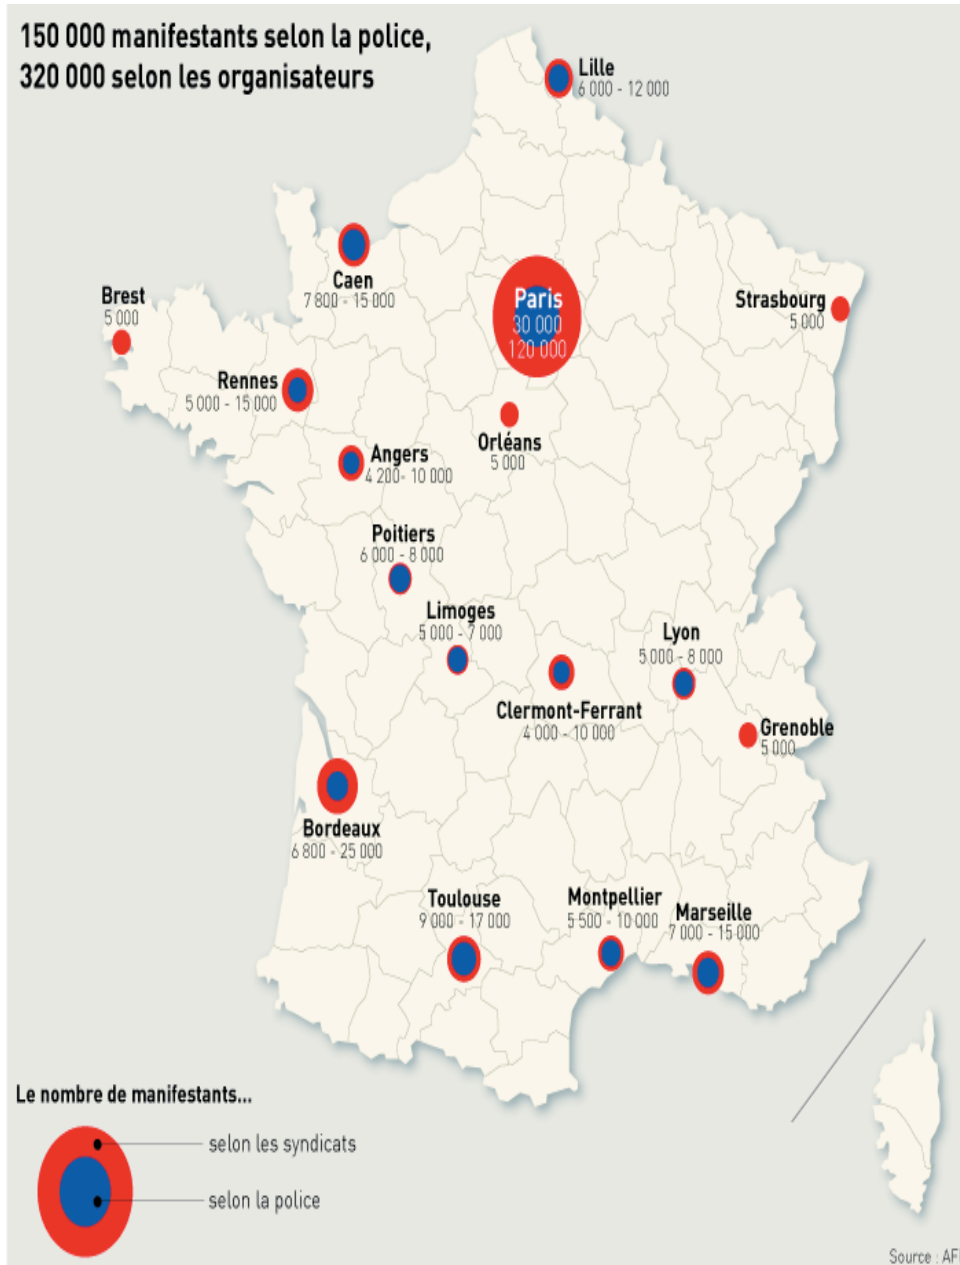 150 000 manifestants selon la police,
320 000 selon les organisateurs
Lille
6 000 - 12 000
Caen
7 800 - 15 000
Paris
30 000
120 000
Brest
5 000
Strasbourg
5 000
Rennes
5 000 - 15 000
Orléans
5 000
Angers
4 200- 10 000
Poitiers
6 000 - 8 000
Limoges
5 000 - 7 000
Lyon
5 000 - 8 000
Clermont-Ferrant
4 000 - 10 000
Grenoble
5 000
Bordeaux
6 800 - 25 000
Toulouse
9 000 - 17 000
Montpellier
5 500 - 10 000
Marseille
7 000 - 15 000
Le nombre de manifestants...
selon les syndicats
selon la police
Source : AF